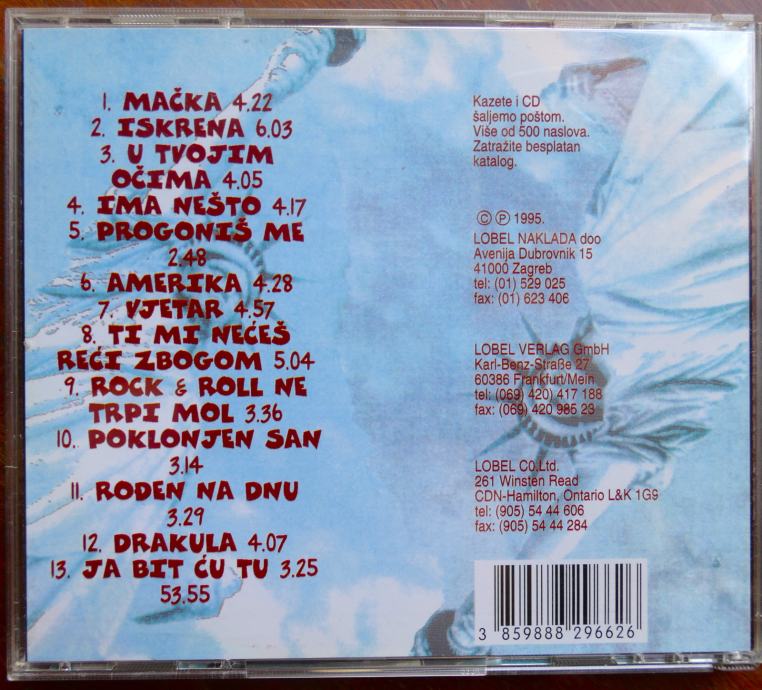 1. MAČKA 4.22
2. ISKRENA 6.03
3. U TVOJIM
OČIMA 4.05
4. IMA NEŠTO 4.17
5. PROGONIŠ ME
2.48
6. AMERIKA 4.28
7. VJETAR 4.57
8. TI MI NEĆEŠ
REĆI ZBOGOM 5.04
9. ROCK & ROLL NE
TRPI MOL 3.36
10. POKLONJEN SAN
3.14
11. ROĐEN NA DNU
3.29
12. DRAKULA 4.07
13. JA BIT ĆU TU 3.25
53.55
Kazete i CD
šaljemo poštom.
Više od 500 naslova.
Zatražite besplatan
katalog.
© ℗ 1995.
LOBEL NAKLADA doo
Avenija Dubrovnik 15
41000 Zagreb
tel: (01) 529 025
fax: (01) 623 406
LOBEL VERLAG GmbH
Karl-Benz-Straße 27
60386 Frankfurt/Mein
tel: (069) 420) 417 188
fax: (069) 420 985 23
LOBEL C0.Ltd.
261 Winsten Read
CDN-Hamilton, Ontario L&K 1G9
tel: (905) 54 44 606
fax: (905) 54 44 284
3 859888 296626